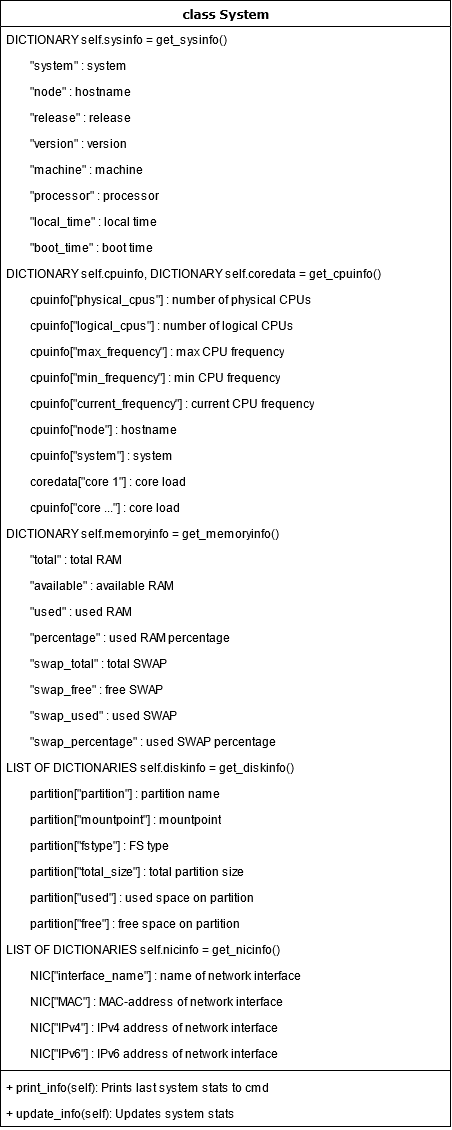 class System
DICTIONARY self.sysinfo = get_sysinfo()
"system" : system
"node" : hostname
"release" : release
"version" : version
"machine" : machine
"processor" : processor
"local_time" : local time
"boot_time" : boot time
DICTIONARY self.cpuinfo, DICTIONARY self.coredata = get_cpuinfo()
cpuinfo["physical_cpus"] : number of physical CPUs
cpuinfo["logical_cpus"] : number of logical CPUs
cpuinfo["max_frequency"] : max CPU frequency
cpuinfo["min_frequency"] : min CPU frequency
cpuinfo["current_frequency"] : current CPU frequency
cpuinfo["node"] : hostname
cpuinfo["system"] : system
coredata["core 1"] : core load
cpuinfo["core ..."] : core load
DICTIONARY self.memoryinfo = get_memoryinfo()
"total" : total RAM
"available" : available RAM
"used" : used RAM
"percentage" : used RAM percentage
"swap_total" : total SWAP
"swap_free" : free SWAP
"swap_used" : used SWAP
"swap_percentage" : used SWAP percentage
LIST OF DICTIONARIES self.diskinfo = get_diskinfo()
partition["partition"] : partition name
partition["mountpoint"] : mountpoint
partition["fstype"] : FS type
partition["total_size"] : total partition size
partition["used"] : used space on partition
partition["free"] : free space on partition
LIST OF DICTIONARIES self.nicinfo = get_nicinfo()
NIC["interface_name"] : name of network interface
NIC["MAC"] : MAC-address of network interface
NIC["IPv4"] : IPv4 address of network interface
NIC["IPv6"] : IPv6 address of network interface
+ print_info(self): Prints last system stats to cmd
+ update_info(self): Updates system stats